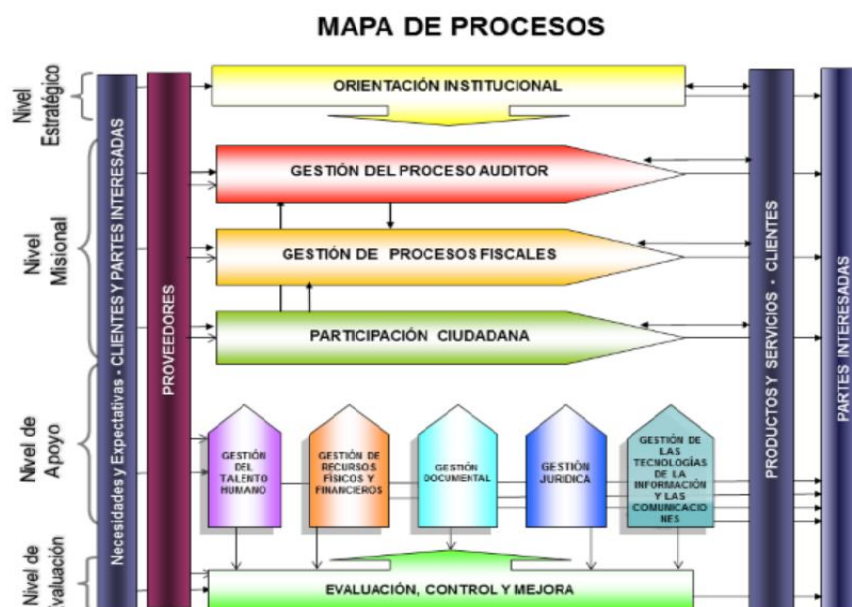 MAPA DE PROCESOS
Nivel
Estratégico
Nivel
Misional
Nivel de
Apoyo
Nivel de
Evaluación
Necesidades y Expectativas - CLIENTES Y PARTES INTERESADAS
PROVEEDORES
ORIENTACIÓN INSTITUCIONAL
GESTIÓN DEL PROCESO AUDITOR
GESTIÓN DE PROCESOS FISCALES
PARTICIPACIÓN CIUDADANA
GESTIÓN
DEL
TALENTO
HUMANO
GESTIÓN DE
RECURSOS
FÍSICOS Y
FINANCIEROS
GESTIÓN
DOCUMENTAL
GESTIÓN
JURIDICA
GESTIÓN DE
LAS
TECNOLOGÍAS
DE LA
INFORMACIÓN
Y LAS
COMUNICACIO
NES
EVALUACIÓN, CONTROL Y MEJORA
PRODUCTOS Y SERVICIOS - CLIENTES
PARTES INTERESADAS